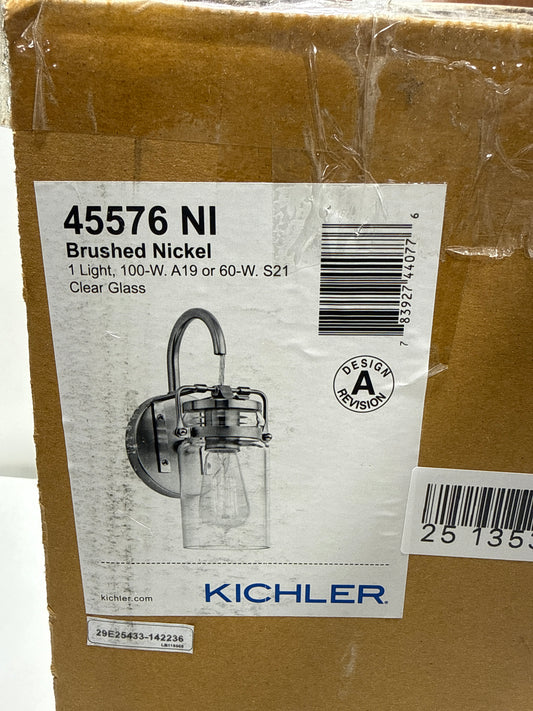 45576 NI
Brushed Nickel
1 Light, 100-W. A19 or 60-W. S21
Clear Glass
7 83927 44077 6
DESIGN
A
REVISION
25 1353
kichler.com
KICHLER®
29E25433-142236